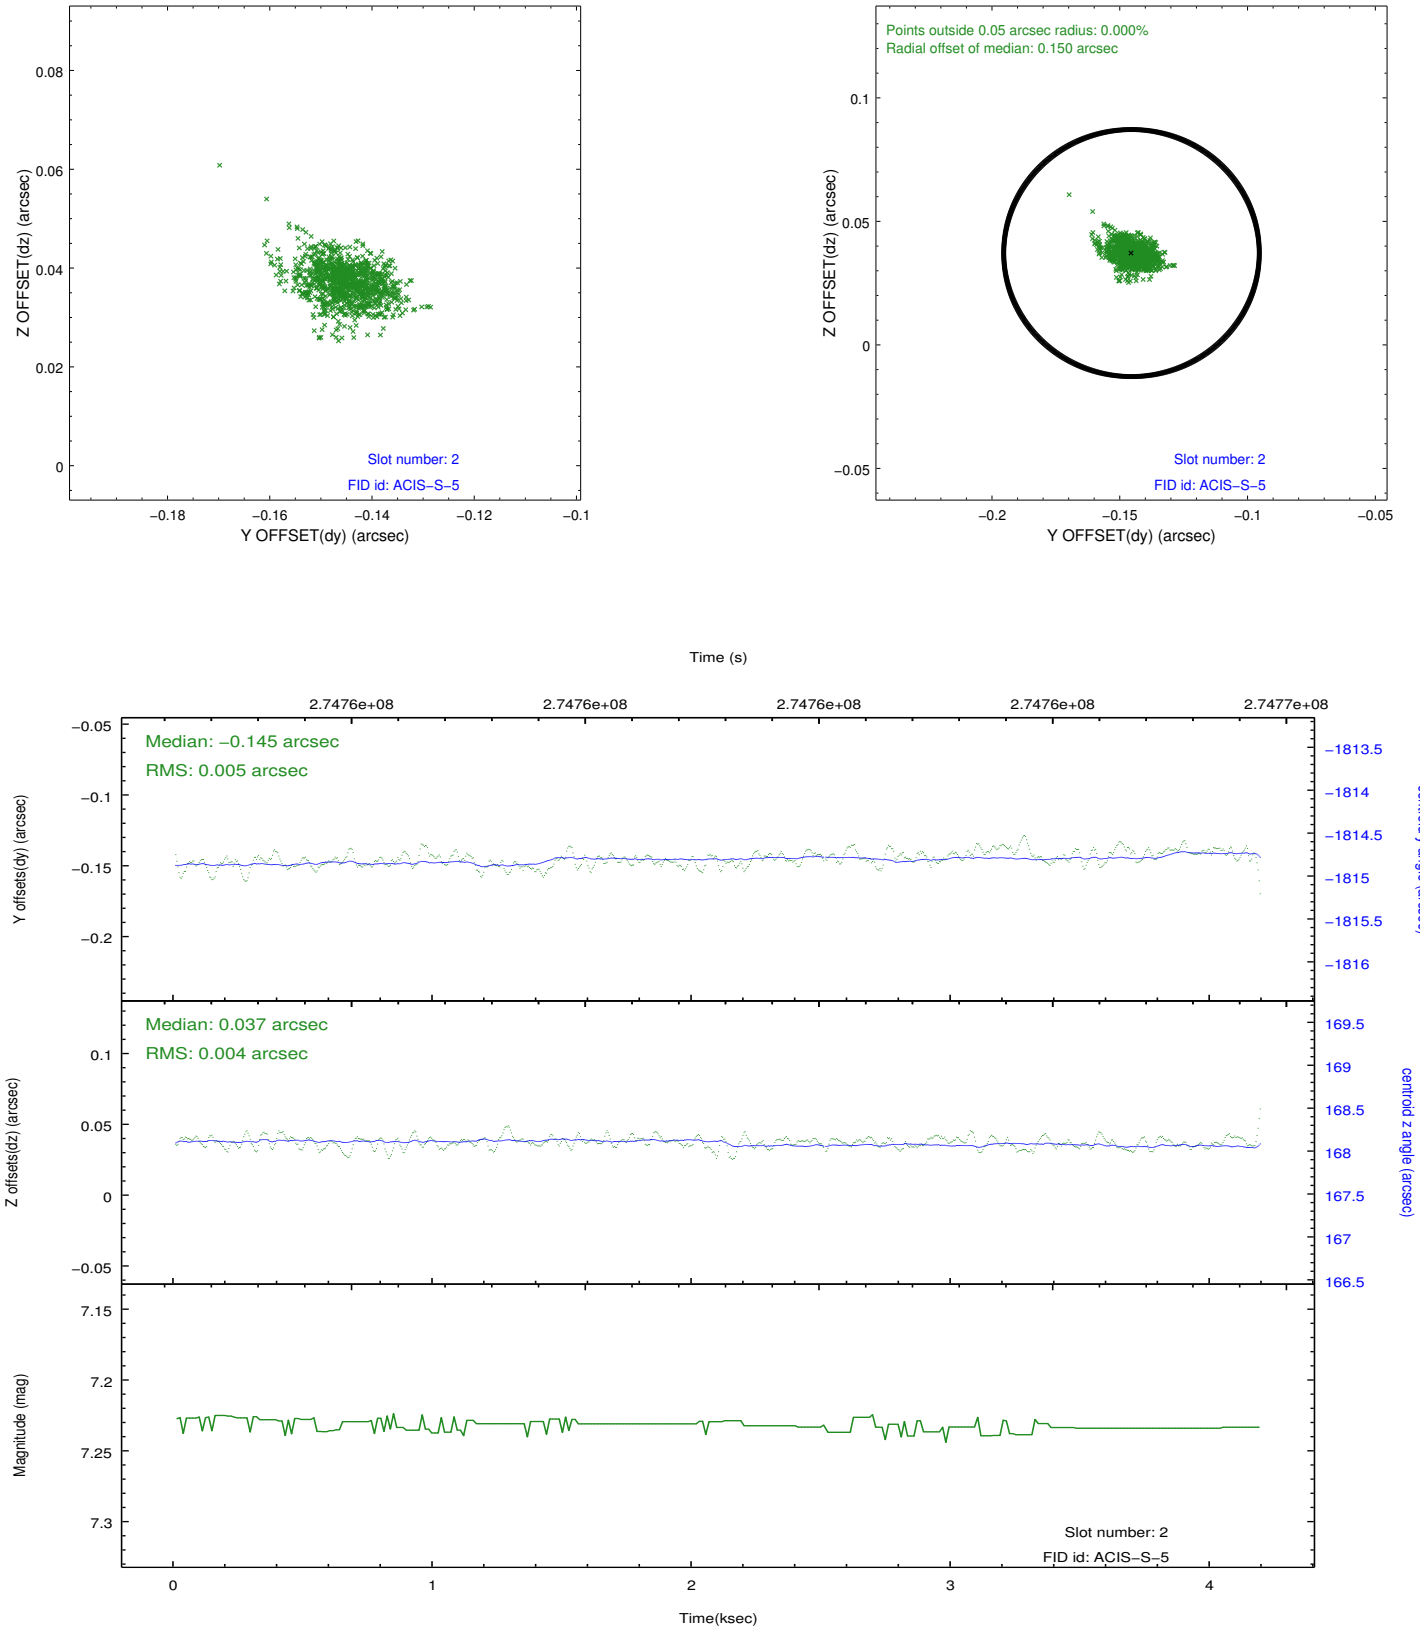 0.08
0.06
0.04
0.02
0
Z OFFSET(dz) (arcsec)
Slot number: 2
FID id: ACIS−S−5
−0.18
−0.16
−0.14
−0.12
−0.1
Y OFFSET(dy) (arcsec)
Points outside 0.05 arcsec radius: 0.000%
Radial offset of median: 0.150 arcsec
0.1
0.05
0
−0.05
Z OFFSET(dz) (arcsec)
Slot number: 2
FID id: ACIS−S−5
−0.2
−0.15
−0.1
−0.05
Y OFFSET(dy) (arcsec)
Time (s)
2.7476e+08
2.7476e+08
2.7476e+08
2.7476e+08
2.7477e+08
Median: −0.145 arcsec
RMS: 0.005 arcsec
−0.05
−0.1
−0.15
−0.2
Y offsets(dy) (arcsec)
−1813.5
−1814
−1814.5
−1815
−1815.5
−1816
Median: 0.037 arcsec
RMS: 0.004 arcsec
0.1
0.05
0
−0.05
Z offsets(dz) (arcsec)
169.5
169
168.5
168
167.5
167
166.5
centroid z angle (arcsec)
7.15
7.2
7.25
7.3
Magnitude (mag)
Slot number: 2
FID id: ACIS−S−5
0
1
2
3
4
Time(ksec)